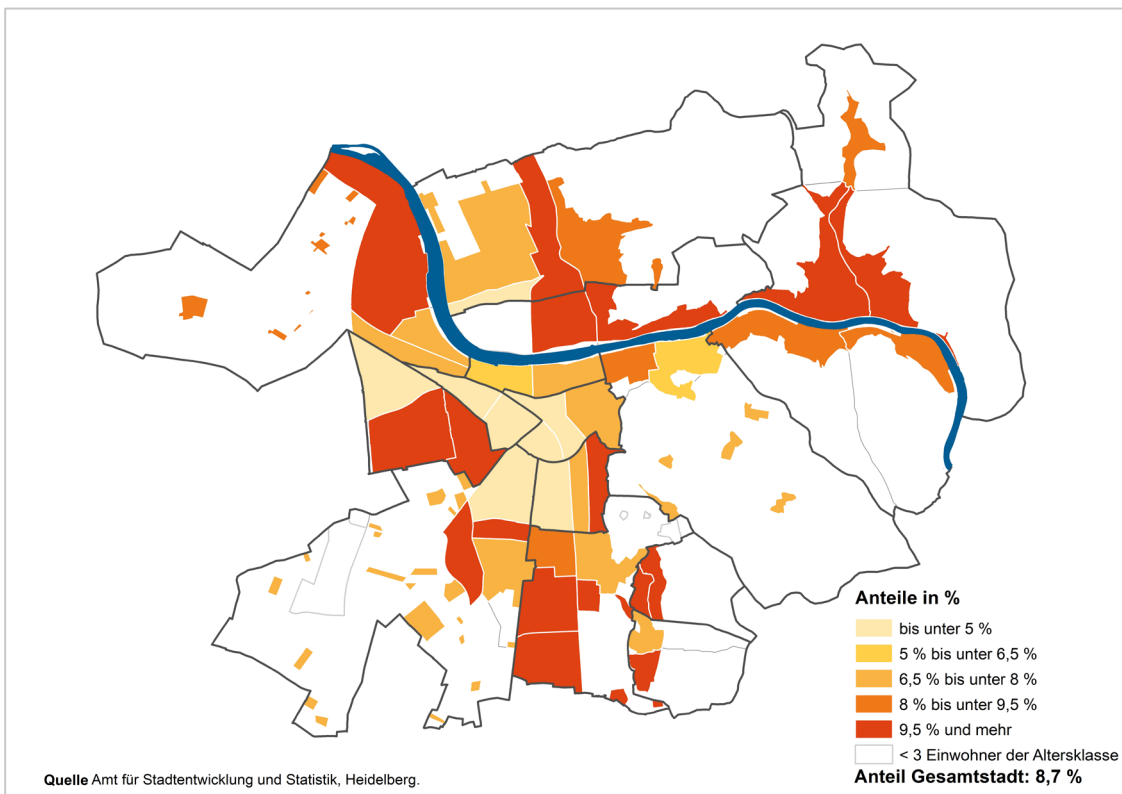 Anteile in %
bis unter 5 %
5 % bis unter 6,5 %
6,5 % bis unter 8 %
8 % bis unter 9,5 %
9,5 % und mehr
< 3 Einwohner der Altersklasse
Anteil Gesamtstadt: 8,7 %
Quelle Amt für Stadtentwicklung und Statistik, Heidelberg.